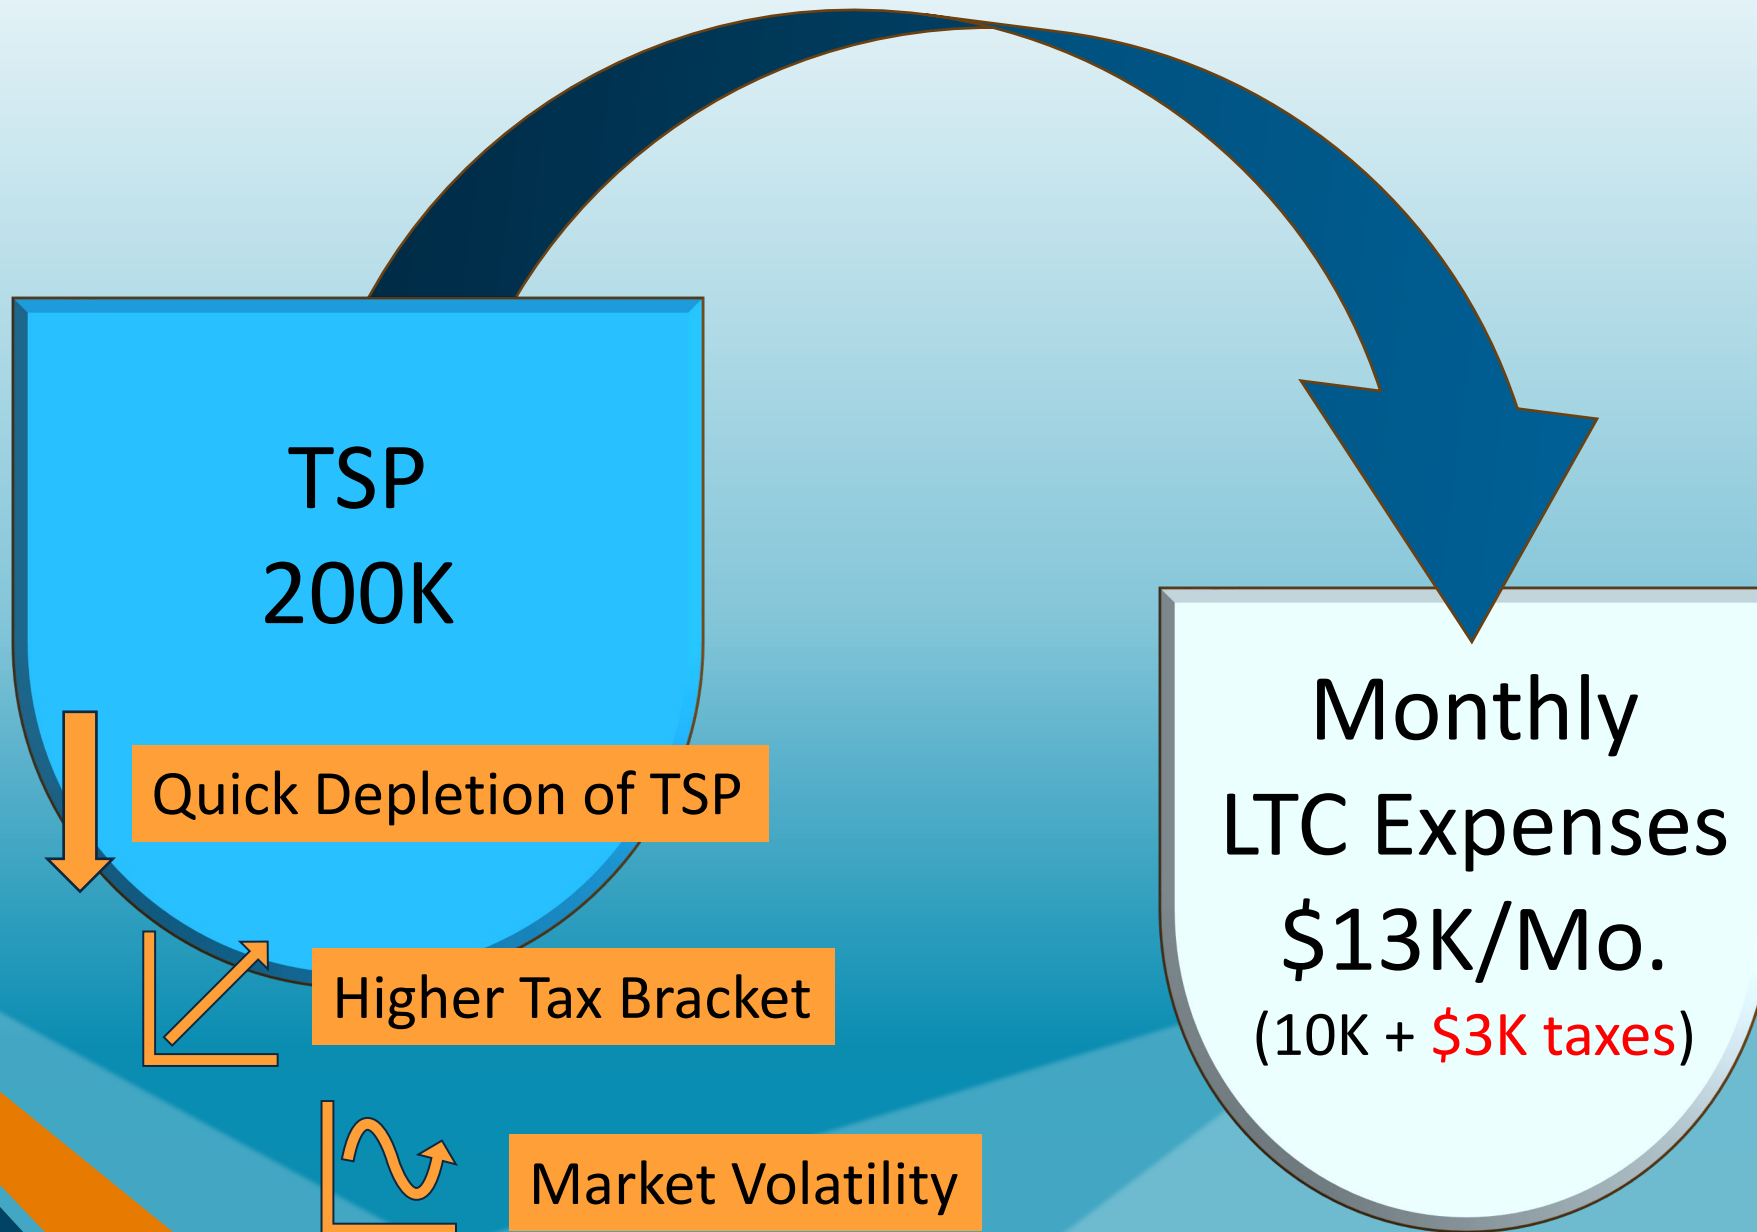 TSP
200K
Quick Depletion of TSP
Higher Tax Bracket
Market Volatility
Monthly
LTC Expenses
$13K/Mo.
(10K + $3K taxes)